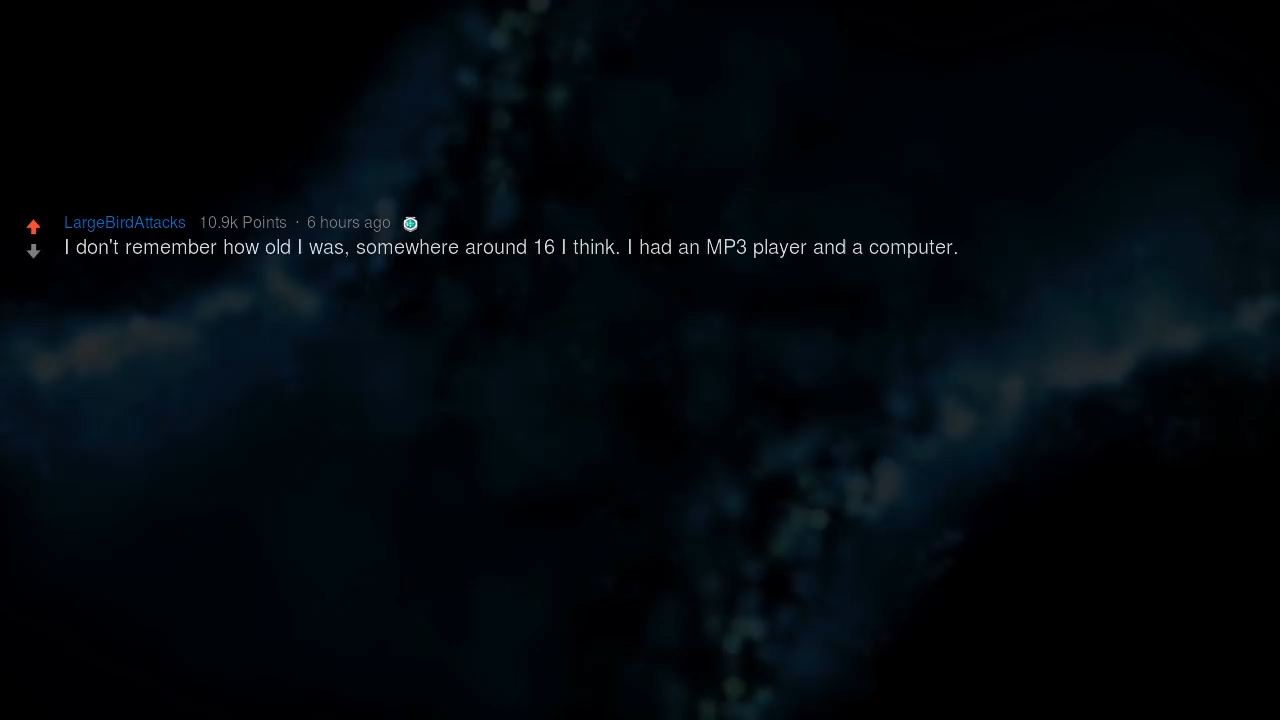 LargeBirdAttacks 10.9k Points · 6 hours ago
I don't remember how old I was, somewhere around 16 I think. I had an MP3 player and a computer.